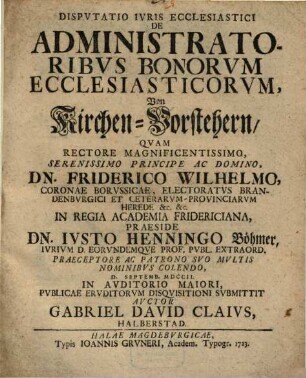 DISPVTATIO IVRIS ECCLESIASTICI
DE
ADMINISTRATO-
RIBVS BONORVM
ECCLESIASTICORVM,
Von
Kirchen-Vorstehern/
QVAM
RECTORE MAGNIFICENTISSIMO,
SERENISSIMO PRINCIPE AC DOMINO,
DN. FRIDERICO WILHELMO,
CORONAE BORVSSICAE, ELECTORATVS BRAN-
DENBVRGICI ET CETERARVM-PROVINCIARVM
HEREDE &c. &c.
IN REGIA ACADEMIA FRIDERICIANA,
PRAESIDE
DN. IVSTO HENNINGO Böhmer,
IVRIVM D. EORVNDEMQVE PROF. PVBL. EXTRAORD.
PRAECEPTORE AC PATRONO SVO MVLTIS
NOMINIBVS COLENDO,
D. SEPTEMB. MDCCII.
IN AVDITORIO MAIORI,
PVBLICAE ERVDITORVM DISQVISITIONI SVBMITTIT
AVCTOR
GABRIEL DAVID CLAIVS,
HALBERSTAD.
HALAE MAGDEBVRGICAE,
Typis IOANNIS GRVNERI, Academ. Typogr. 1713.